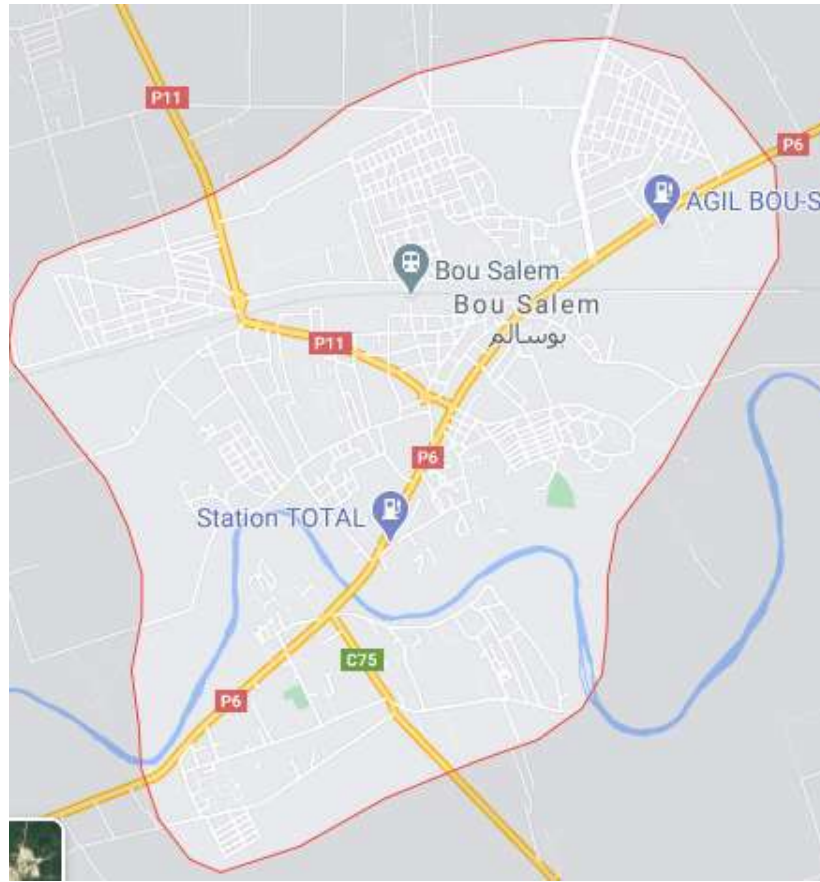 P11
P6
AGIL BOU-S
Bou Salem
Bou Salem
بوسالم
P11
P6
Station TOTAL
C75
P6